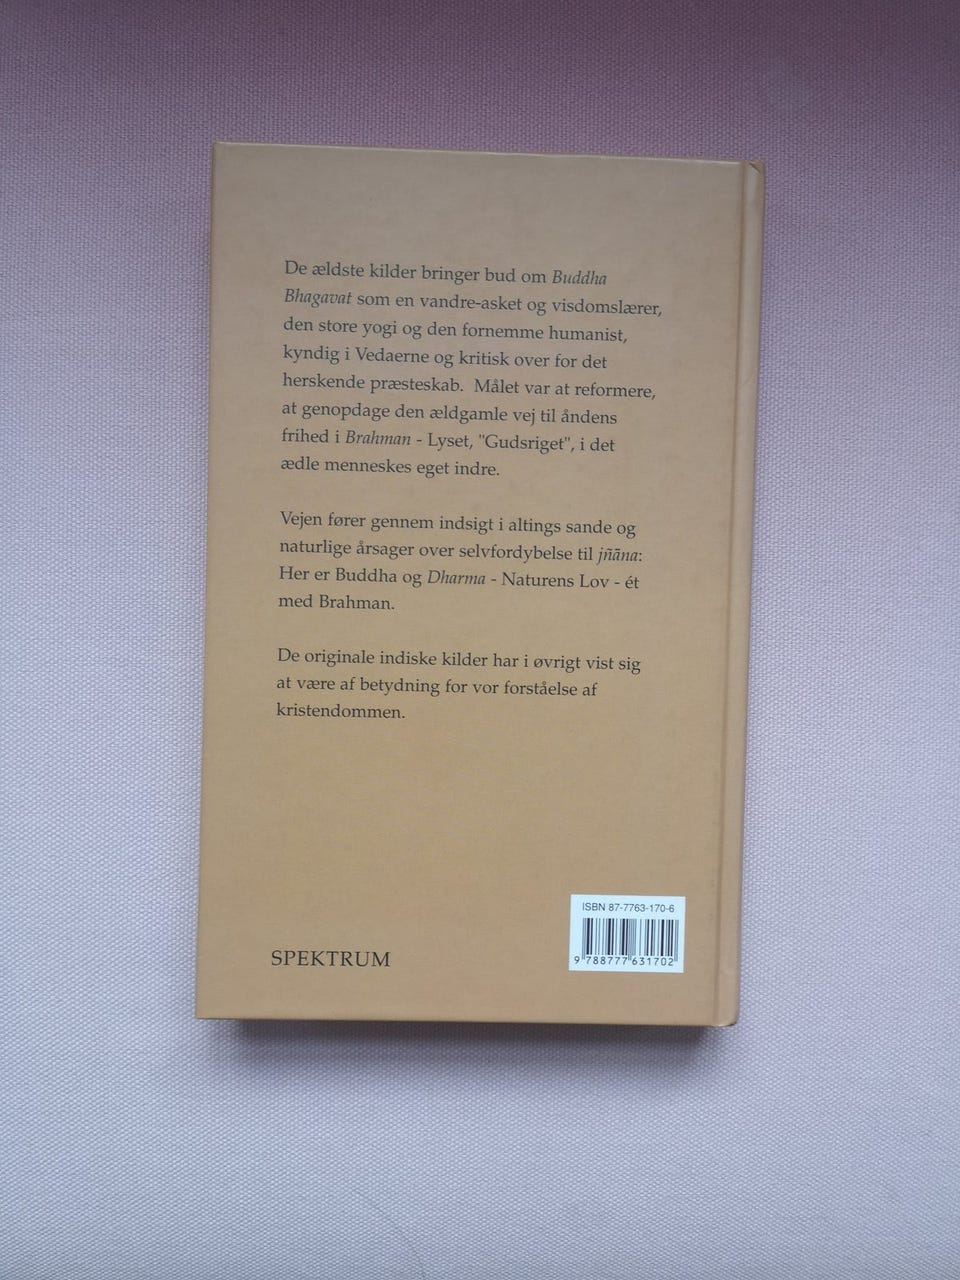 De ældste kilder bringer bud om Buddha
Bhagavat som en vandre-asket og visdomslærer,
den store yogi og den fornemme humanist,
kyndig i Vedaerne og kritisk over for det
herskende præsteskab. Målet var at reformere,
at genopdage den ældgamle vej til åndens
frihed i Brahman - Lyset, "Gudsriget", i det
ædle menneskes eget indre.
Vejen fører gennem indsigt i altings sande og
naturlige årsager over selvfordybelse til jñāna:
Her er Buddha og Dharma - Naturens Lov - ét
med Brahman.
De originale indiske kilder har i øvrigt vist sig
at være af betydning for vor forståelse af
kristendommen.
ISBN 87-7763-170-6
9 788777 631702
SPEKTRUM